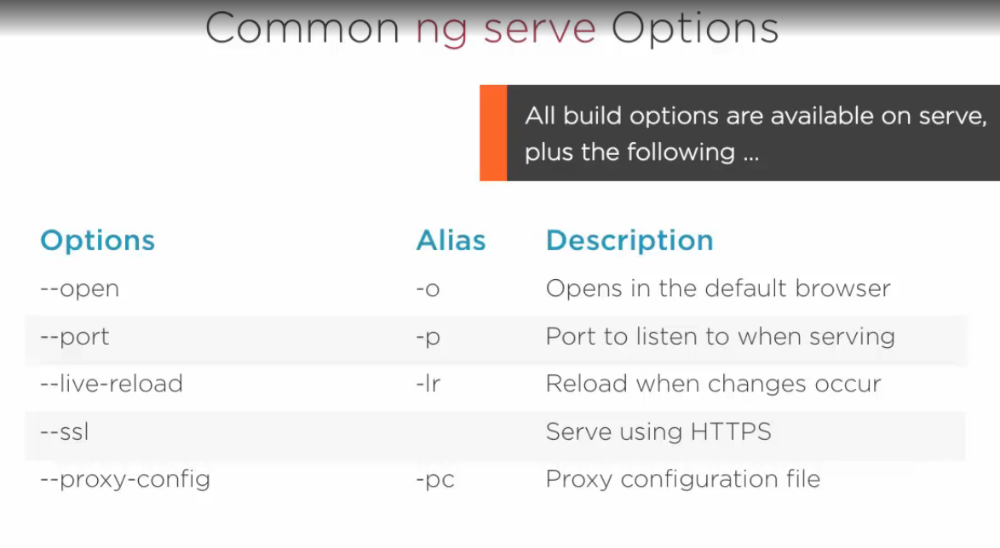 Common ng serve Options
All build options are available on serve,
plus the following ...
Options Alias Description
--open -o Opens in the default browser
--port -p Port to listen to when serving
--live-reload -lr Reload when changes occur
--ssl Serve using HTTPS
--proxy-config -pc Proxy configuration file